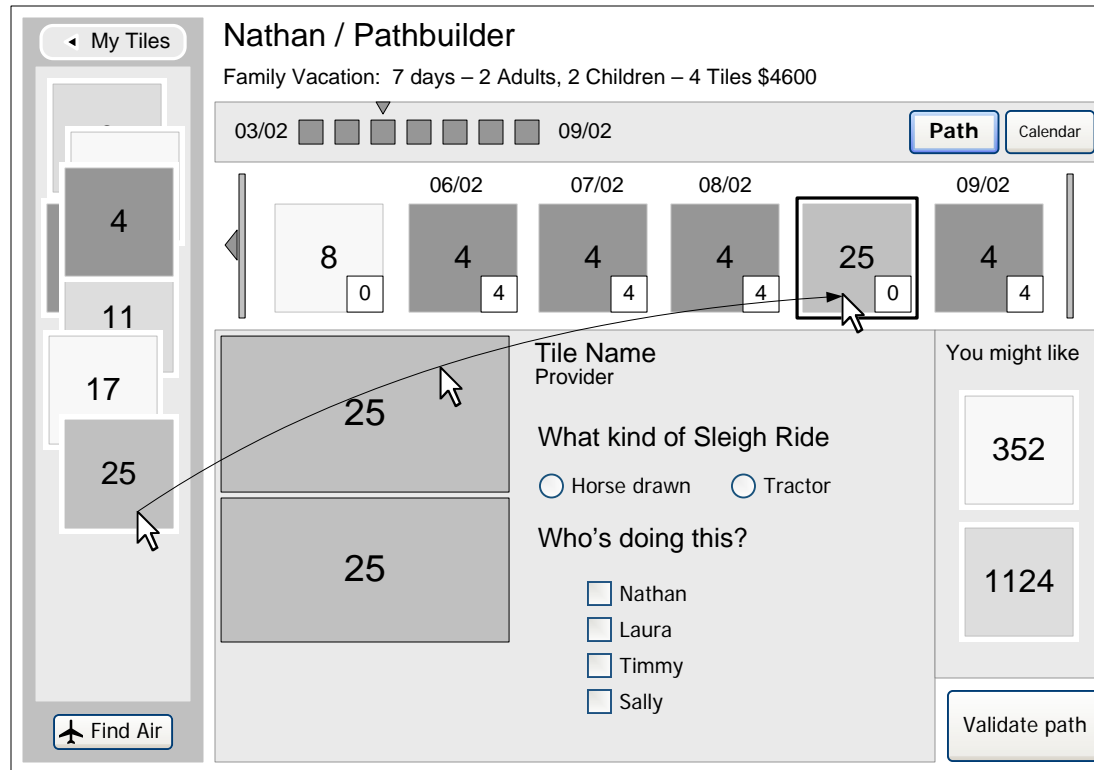 My Tiles
4
11
17
25
Find Air
Nathan / Pathbuilder
Family Vacation:  7 days – 2 Adults, 2 Children – 4 Tiles $4600
03/02
09/02
Path
Calendar
06/02 07/02 08/02 09/02
8 4 4 4 25 4
0 4 4 4 0 4
25
25
Tile Name
Provider
What kind of Sleigh Ride
Horse drawn Tractor
Who's doing this?
Nathan
Laura
Timmy
Sally
You might like
352
1124
Validate path